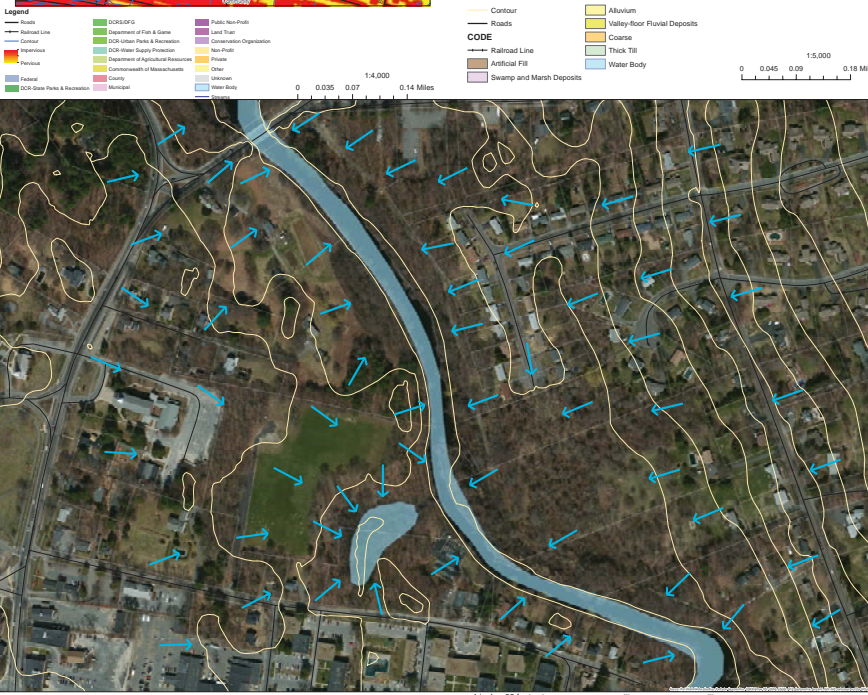 Legend
Roads
Railroad Line
Contour
Impervious
Pervious
Federal
DCR-State Parks & Recreation
DCRS/DFG
Department of Fish & Game
DCR-Urban Parks & Recreation
DCR-Water Supply Protection
Department of Agricultural Resources
Commonwealth of Massachusetts
County
Municipal
Public Non-Profit
Land Trust
Conservation Organization
Non-Profit
Private
Other
Unknown
Water Body
Streams
1:4,000
0 0.035 0.07 0.14 Miles
Contour
Roads
CODE
Railroad Line
Artificial Fill
Swamp and Marsh Deposits
Alluvium
Valley-floor Fluvial Deposits
Coarse
Thick Till
Water Body
1:5,000
0 0.045 0.09 0.18 Mi